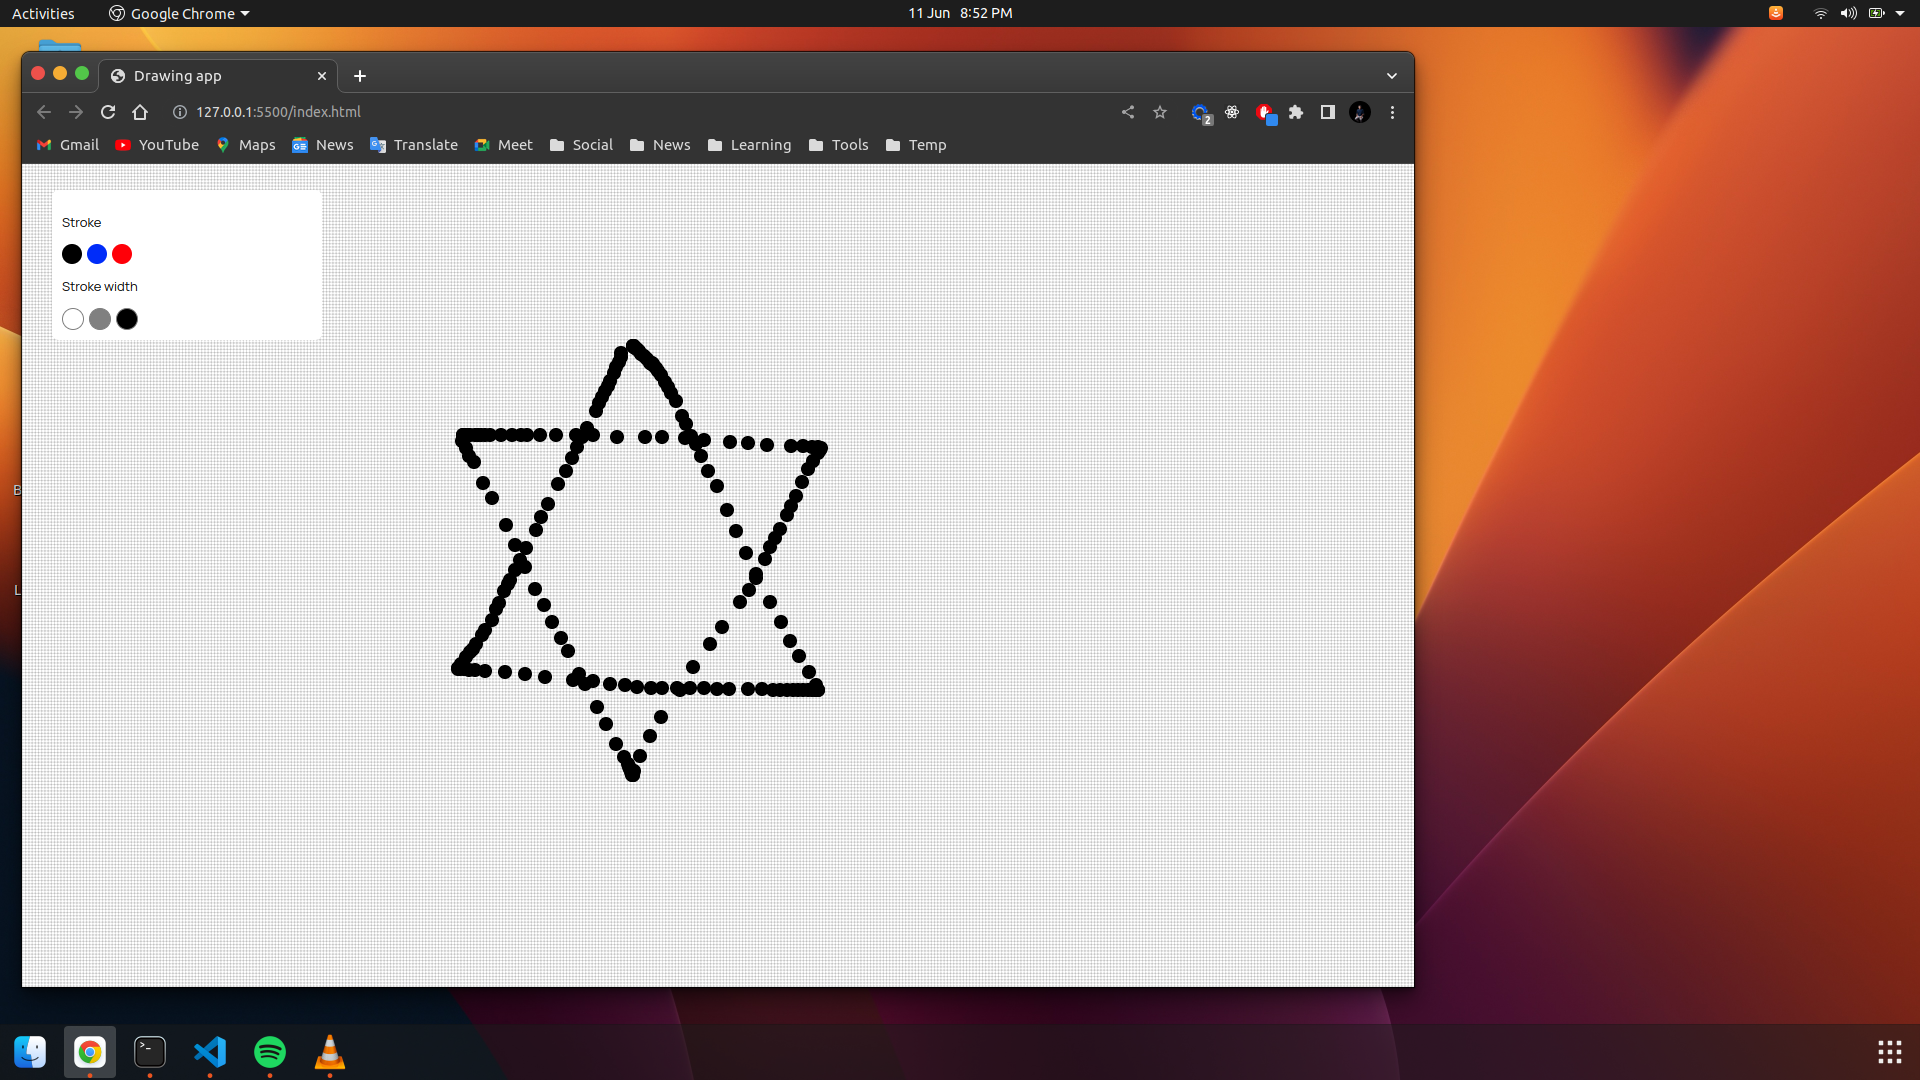 Activities
Google Chrome
11 Jun 8:52 PM
Drawing app
127.0.0.1:5500/index.html
2
Gmail
YouTube
Maps
News
Translate
Meet
Social
News
Learning
Tools
Temp
Stroke
Stroke width
B
L